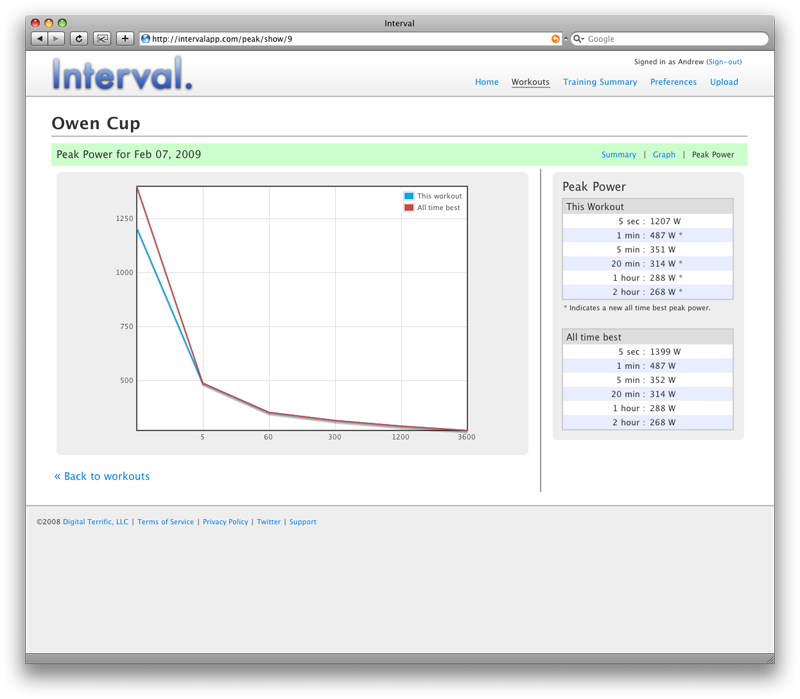 Interval
http://intervalapp.com/peak/show/9
Google
Interval.
Signed in as Andrew (Sign-out)
Home Workouts Training Summary Preferences Upload
Owen Cup
Peak Power for Feb 07, 2009
Summary | Graph | Peak Power
This workout
All time best
1250
1000
750
500
5 60 300 1200 3600
Peak Power
This Workout
5 sec : 1207 W
1 min : 487 W *
5 min : 351 W
20 min : 314 W *
1 hour : 288 W *
2 hour : 268 W *
* Indicates a new all time best peak power.
All time best
5 sec : 1399 W
1 min : 487 W
5 min : 352 W
20 min : 314 W
1 hour : 288 W
2 hour : 268 W
« Back to workouts
©2008 Digital Terrific, LLC | Terms of Service | Privacy Policy | Twitter | Support